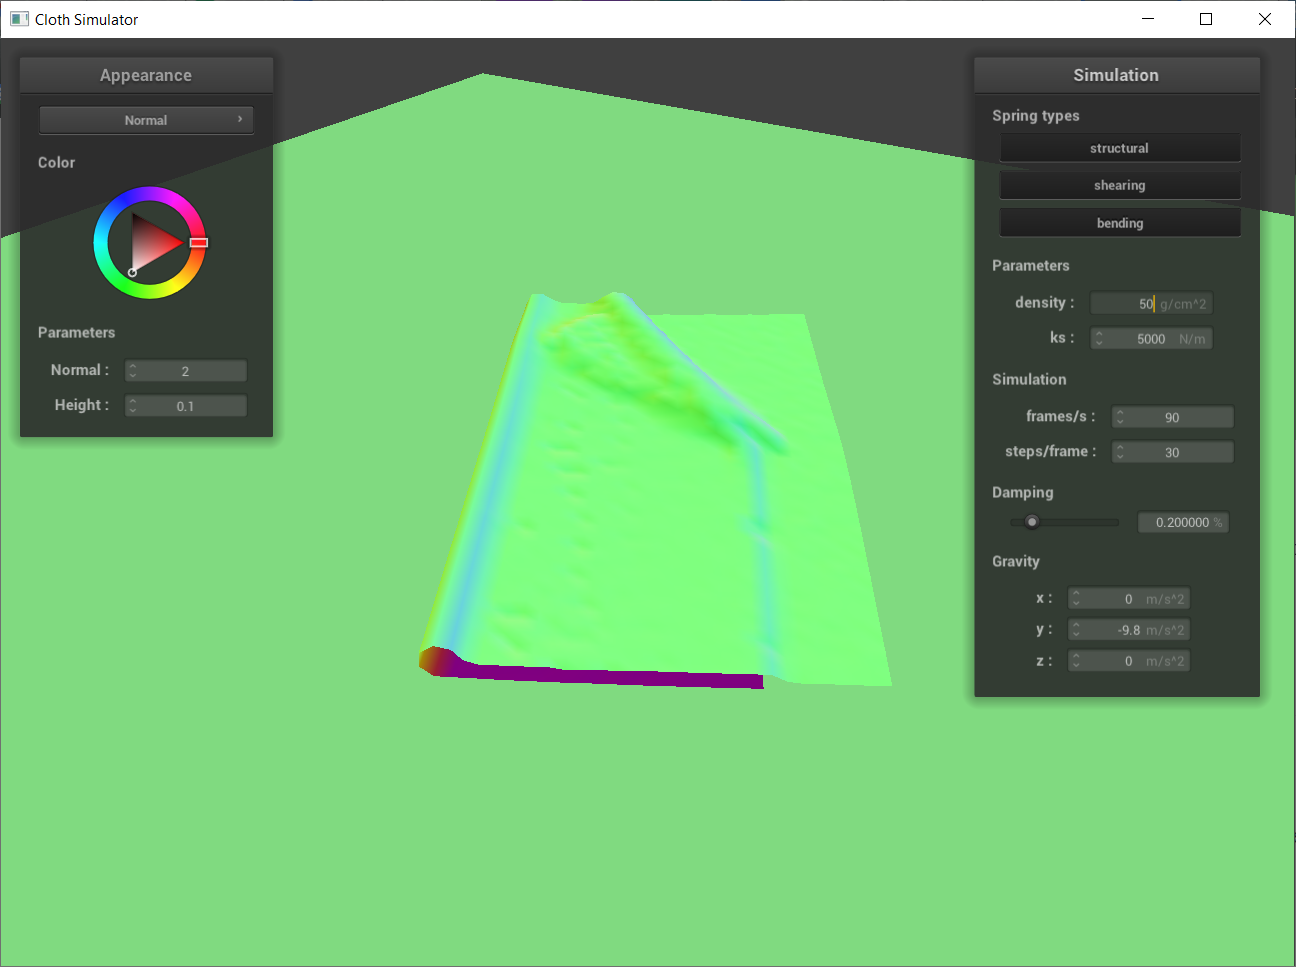 Cloth Simulator
Appearance
Normal
Color
Parameters
Normal : 2
Height : 0.1
Simulation
Spring types
structural
shearing
bending
Parameters
density : 50 g/cm^2
ks : 5000 N/m
Simulation
frames/s : 90
steps/frame : 30
Damping
0.200000 %
Gravity
x : 0 m/s^2
y : -9.8 m/s^2
z : 0 m/s^2